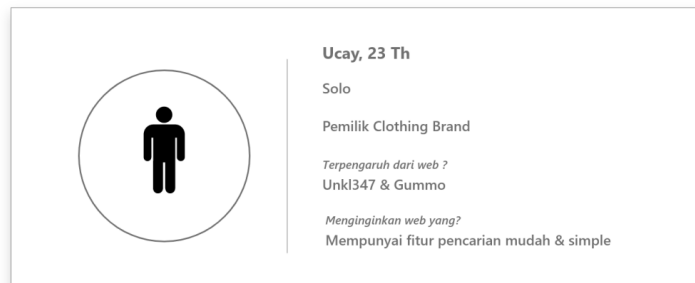 Ucay, 23 Th
Solo
Pemilik Clothing Brand
Terpengaruh dari web ?
Unkl347 & Gummo
Menginginkan web yang?
Mempunyai fitur pencarian mudah & simple